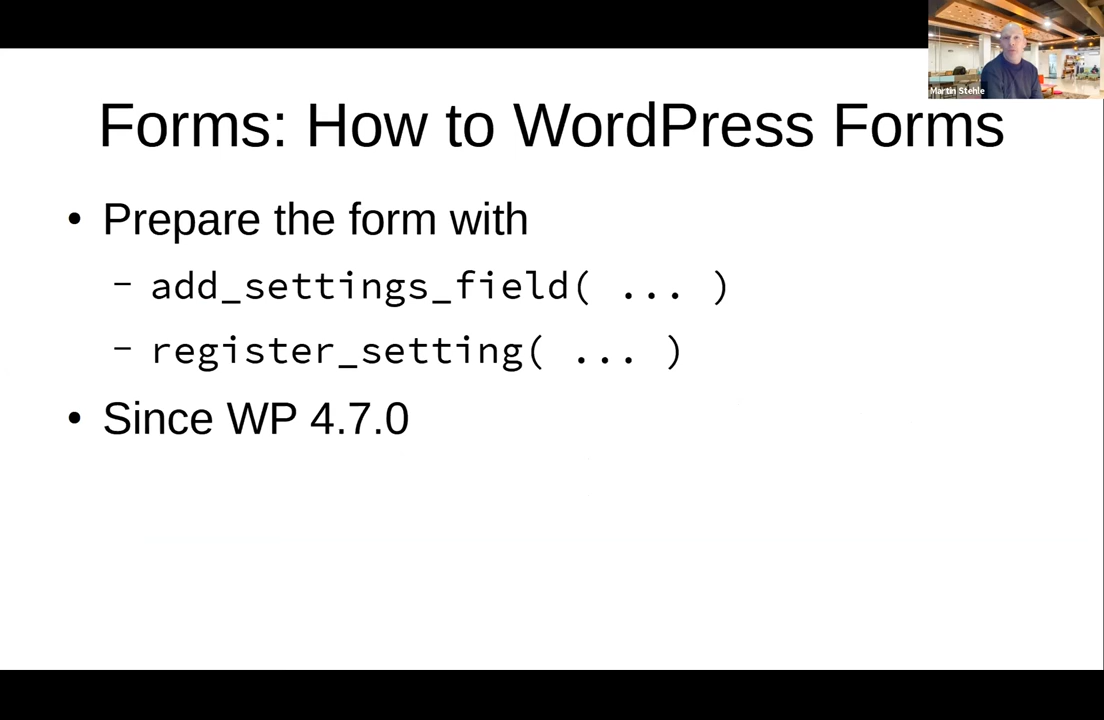 Martin Stehle
Forms: How to WordPress Forms
• Prepare the form with
– add_settings_field( ... )
– register_setting( ... )
• Since WP 4.7.0